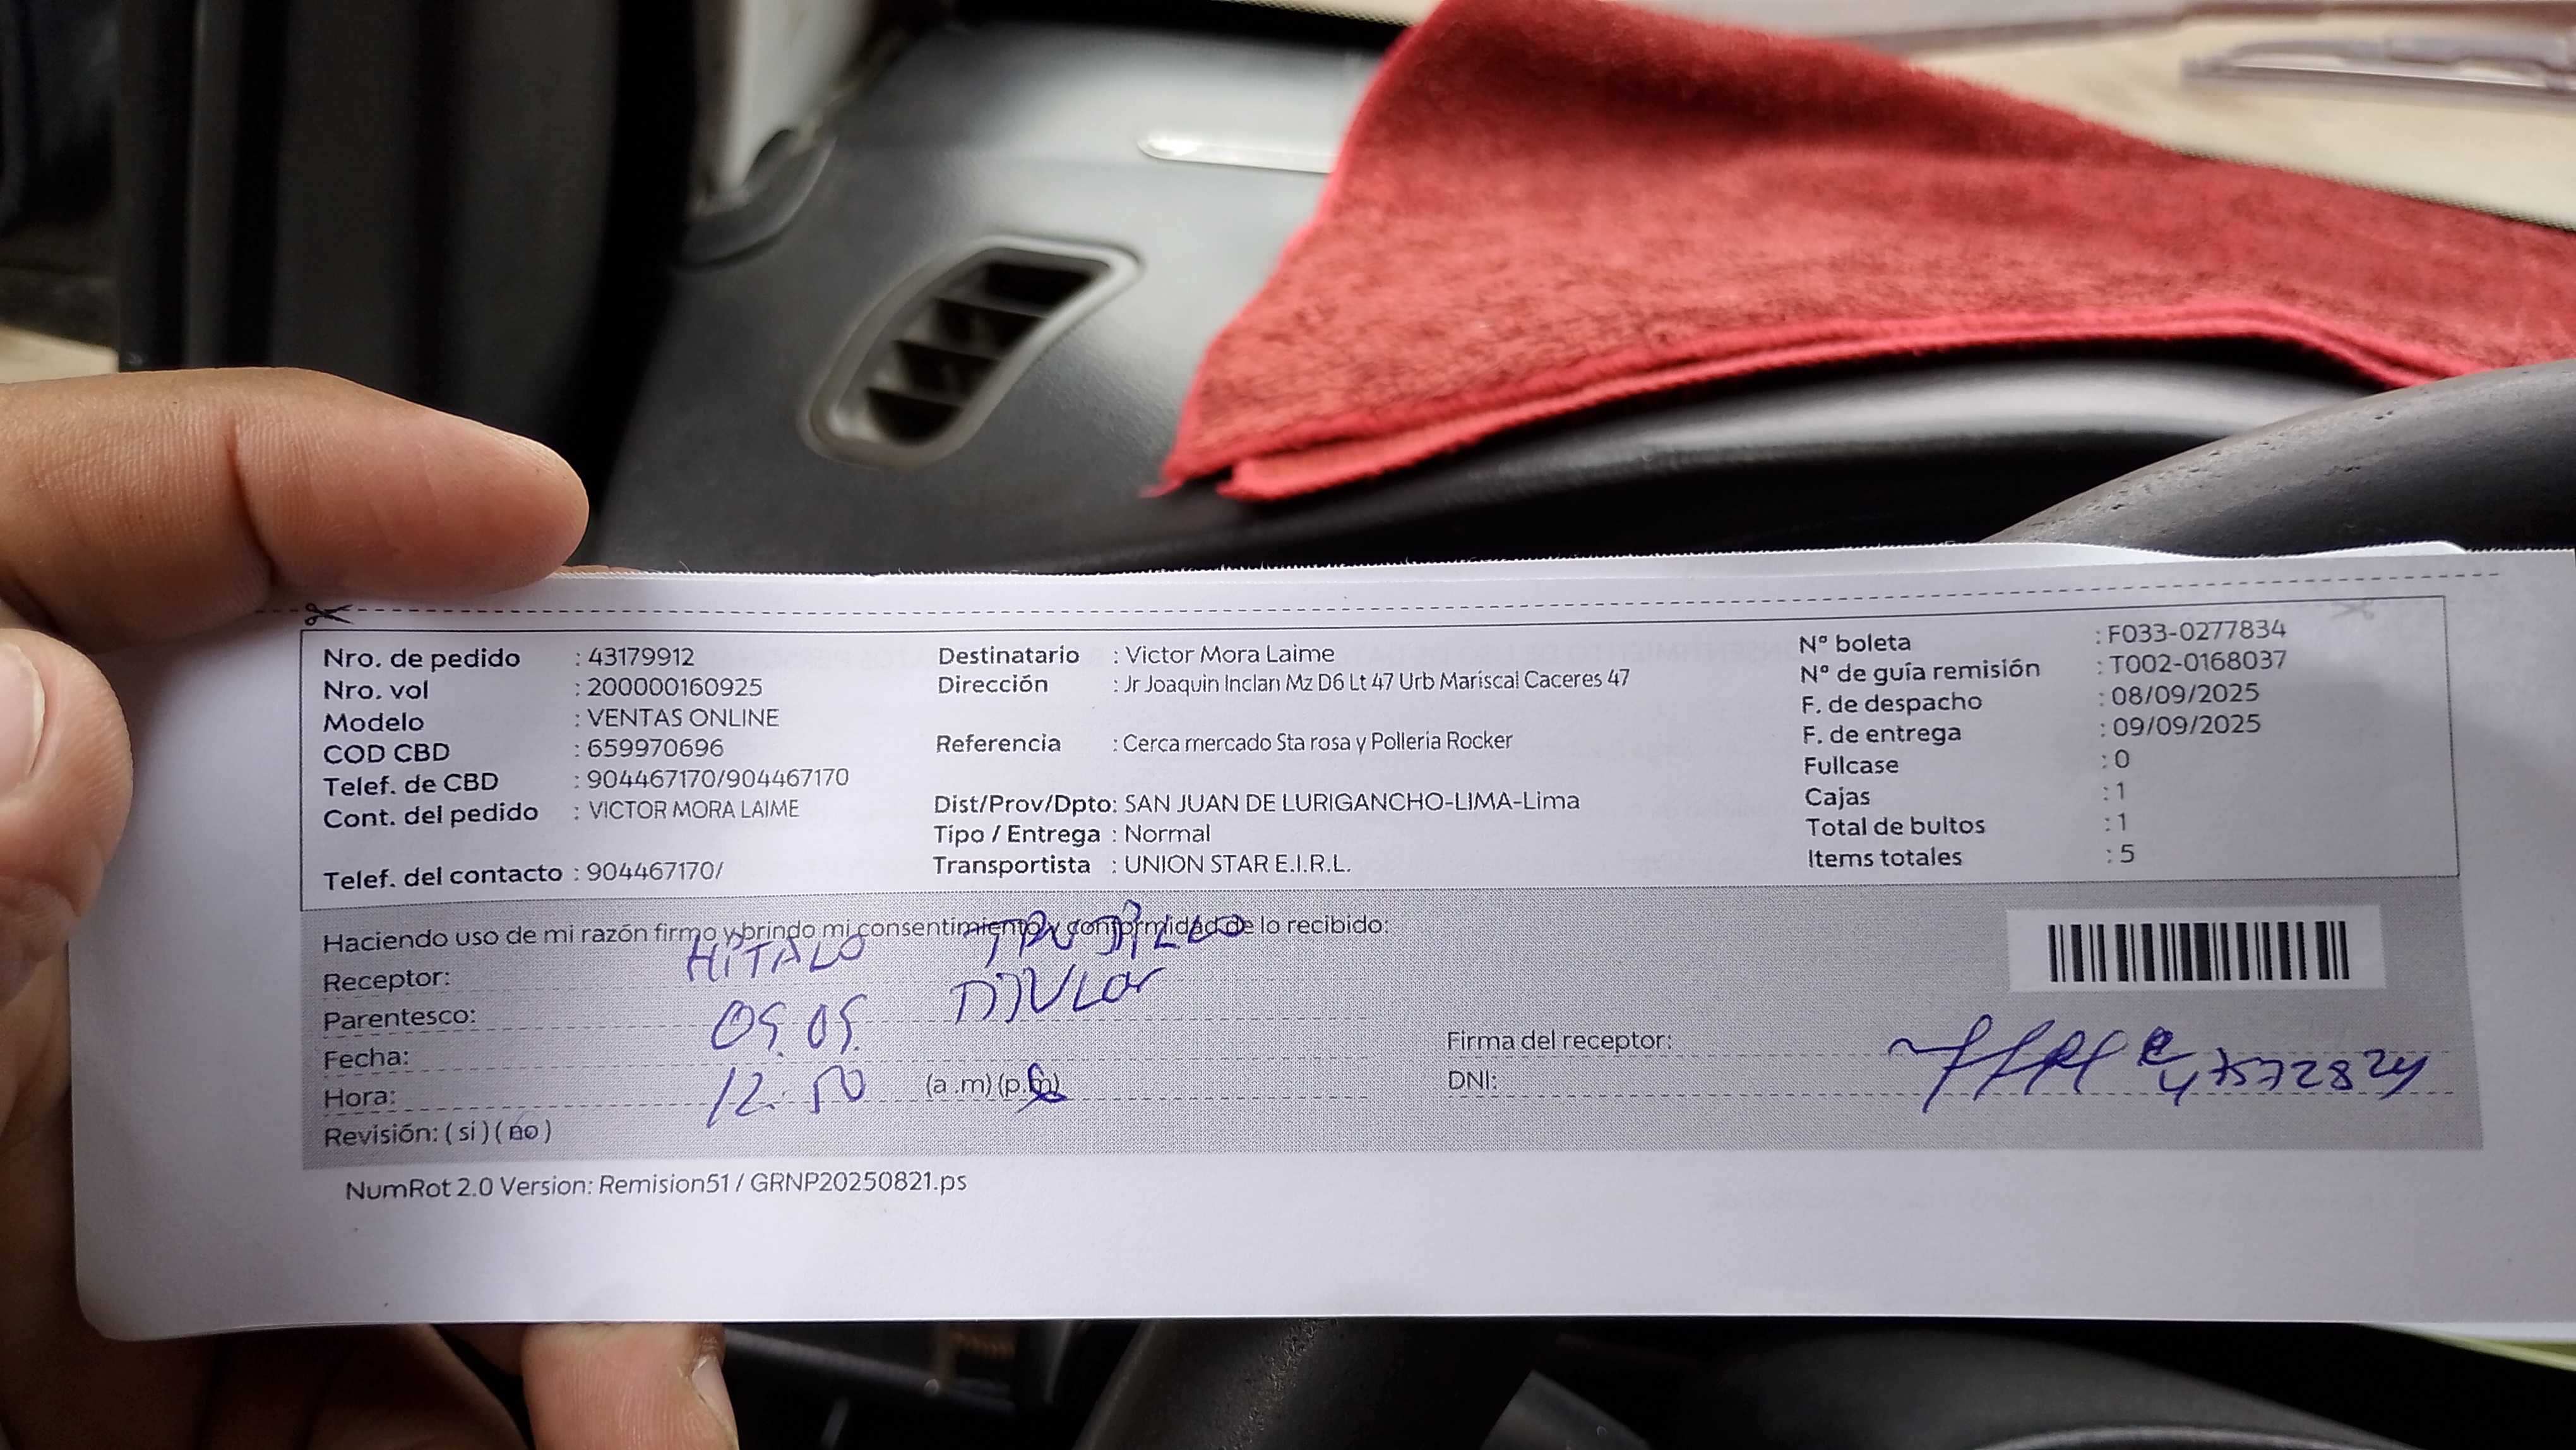 Nro. de pedido : 43179912
Nro. vol : 200000160925
Modelo : VENTAS ONLINE
COD CBD : 659970696
Telef. de CBD : 904467170/904467170
Cont. del pedido : VICTOR MORA LAIME
Telef. del contacto : 904467170/
Destinatario : Victor Mora Laime
Dirección : Jr Joaquin Inclan Mz D6 Lt 47 Urb Mariscal Caceres 47
Referencia : Cerca mercado Sta rosa y Polleria Rocker
Dist/Prov/Dpto: SAN JUAN DE LURIGANCHO-LIMA-Lima
Tipo / Entrega : Normal
Transportista : UNION STAR E.I.R.L.
N° boleta : F033-0277834
N° de guía remisión : T002-0168037
F. de despacho : 08/09/2025
F. de entrega : 09/09/2025
Fullcase : 0
Cajas : 1
Total de bultos : 1
Items totales : 5
Haciendo uso de mi razón firmo y brindo mi consentimiento y conformidad de lo recibido:
Receptor: HITALO
Parentesco:
Fecha:
Hora: 12:50 (a .m) (p.m)
Revisión: ( si ) ( no )
Firma del receptor:
DNI: 47572824
NumRot 2.0 Version: Remision51 / GRNP20250821.ps